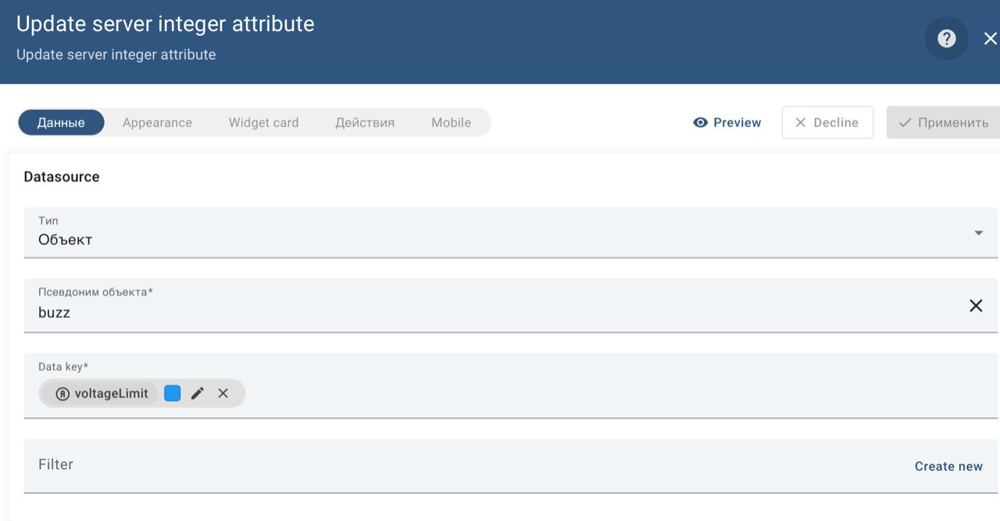 Update server integer attribute
Update server integer attribute
Данные Appearance Widget card Действия Mobile Preview Decline Применить
Datasource
Тип
Объект
Псевдоним объекта*
buzz
Data key*
voltageLimit
Filter Create new